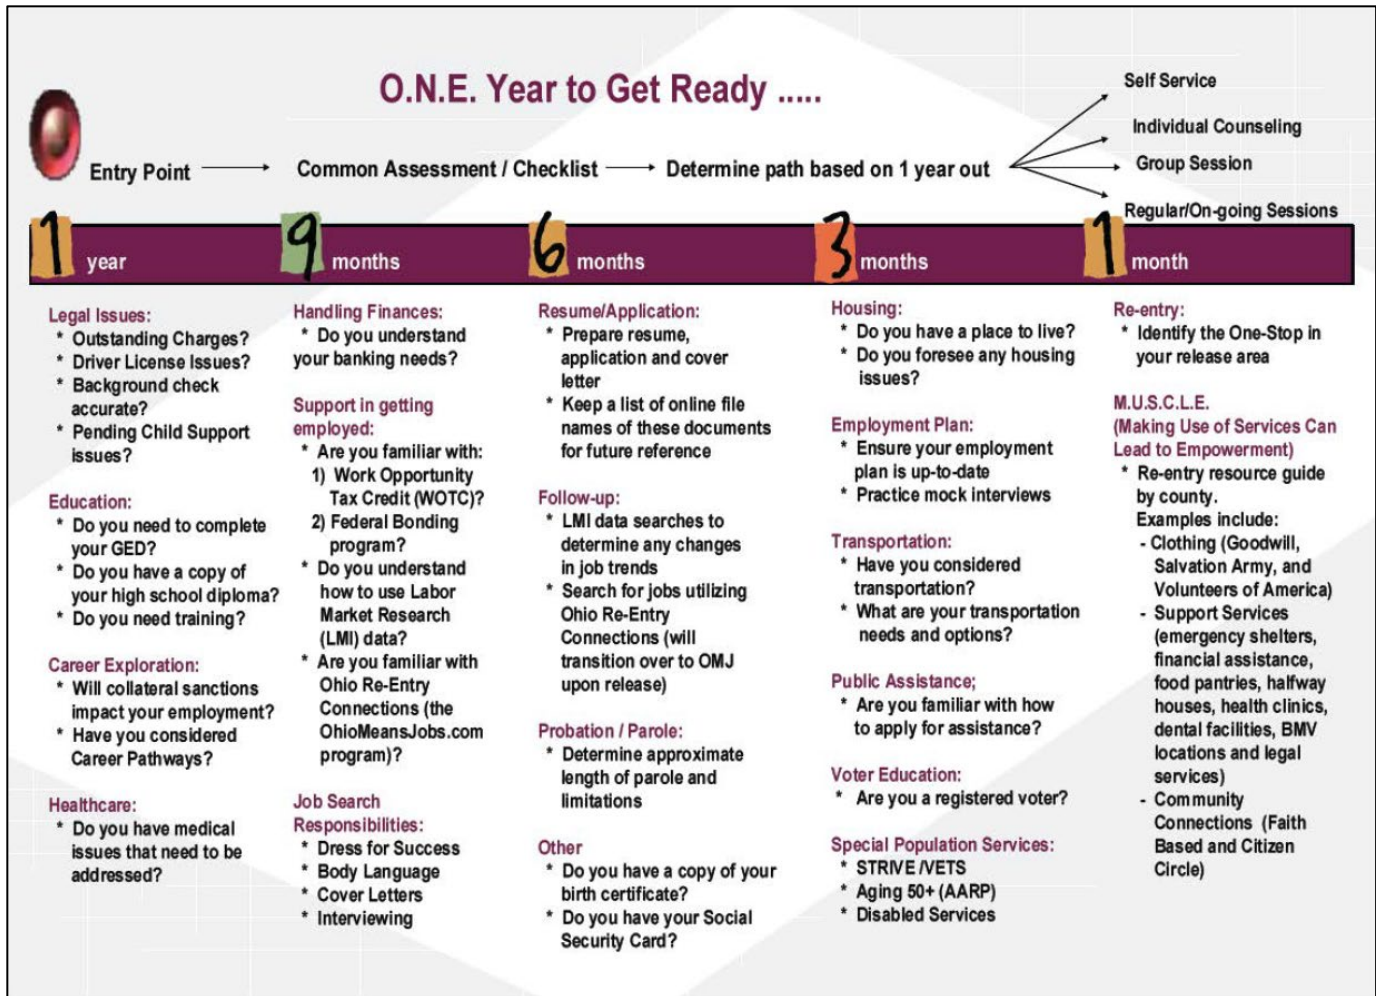 O.N.E. Year to Get Ready .....
Entry Point
Common Assessment / Checklist
Determine path based on 1 year out
Self Service
Individual Counseling
Group Session
Regular/On-going Sessions
1 year
9 months
6 months
3 months
1 month
Legal Issues:
* Outstanding Charges?
* Driver License Issues?
* Background check
accurate?
* Pending Child Support
issues?
Education:
* Do you need to complete
your GED?
* Do you have a copy of
your high school diploma?
* Do you need training?
Career Exploration:
* Will collateral sanctions
impact your employment?
* Have you considered
Career Pathways?
Healthcare:
* Do you have medical
issues that need to be
addressed?
Handling Finances:
* Do you understand
your banking needs?
Support in getting
employed:
* Are you familiar with:
1) Work Opportunity
Tax Credit (WOTC)?
2) Federal Bonding
program?
* Do you understand
how to use Labor
Market Research
(LMI) data?
* Are you familiar with
Ohio Re-Entry
Connections (the
OhioMeansJobs.com
program)?
Job Search
Responsibilities:
* Dress for Success
* Body Language
* Cover Letters
* Interviewing
Resume/Application:
* Prepare resume,
application and cover
letter
* Keep a list of online file
names of these documents
for future reference
Follow-up:
* LMI data searches to
determine any changes
in job trends
* Search for jobs utilizing
Ohio Re-Entry
Connections (will
transition over to OMJ
upon release)
Probation / Parole:
* Determine approximate
length of parole and
limitations
Other
* Do you have a copy of your
birth certificate?
* Do you have your Social
Security Card?
Housing:
* Do you have a place to live?
* Do you foresee any housing
issues?
Employment Plan:
* Ensure your employment
plan is up-to-date
* Practice mock interviews
Transportation:
* Have you considered
transportation?
* What are your transportation
needs and options?
Public Assistance;
* Are you familiar with how
to apply for assistance?
Voter Education:
* Are you a registered voter?
Special Population Services:
* STRIVE /VETS
* Aging 50+ (AARP)
* Disabled Services
Re-entry:
* Identify the One-Stop in
your release area
M.U.S.C.L.E.
(Making Use of Services Can
Lead to Empowerment)
* Re-entry resource guide
by county.
Examples include:
- Clothing (Goodwill,
Salvation Army, and
Volunteers of America)
- Support Services
(emergency shelters,
financial assistance,
food pantries, halfway
houses, health clinics,
dental facilities, BMV
locations and legal
services)
- Community
Connections (Faith
Based and Citizen
Circle)